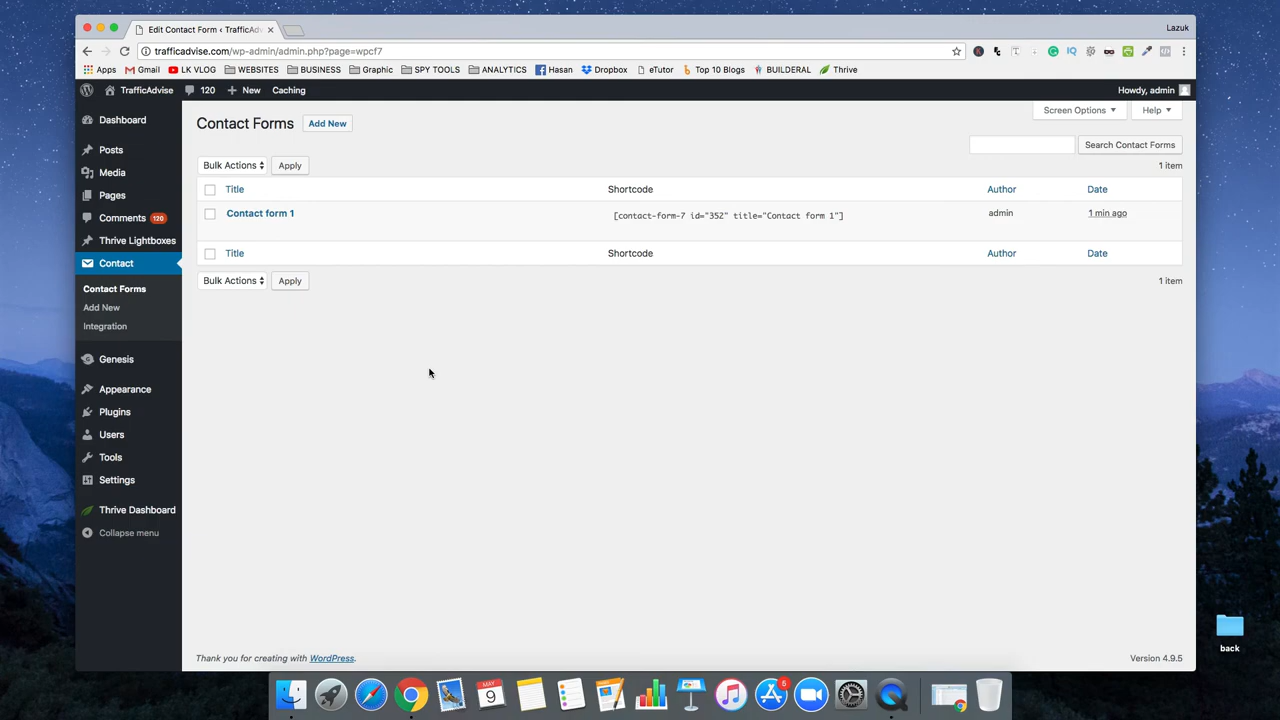 Edit Contact Form ‹ TrafficAdv
Lazuk
trafficadvise.com/wp-admin/admin.php?page=wpcf7
Apps Gmail LK VLOG WEBSITES BUSINESS Graphic SPY TOOLS ANALYTICS Hasan Dropbox eTutor Top 10 Blogs BUILDERAL Thrive
TrafficAdvise 120 New Caching Howdy, admin
Dashboard
Posts
Media
Pages
Comments 120
Thrive Lightboxes
Contact
Contact Forms
Add New
Integration
Genesis
Appearance
Plugins
Users
Tools
Settings
Thrive Dashboard
Collapse menu
Screen Options Help
Contact Forms Add New
Search Contact Forms
Bulk Actions Apply 1 item
Title Shortcode Author Date
Contact form 1 [contact-form-7 id="352" title="Contact form 1"] admin 1 min ago
Title Shortcode Author Date
Bulk Actions Apply 1 item
Thank you for creating with WordPress. Version 4.9.5
back
MAY
9
6